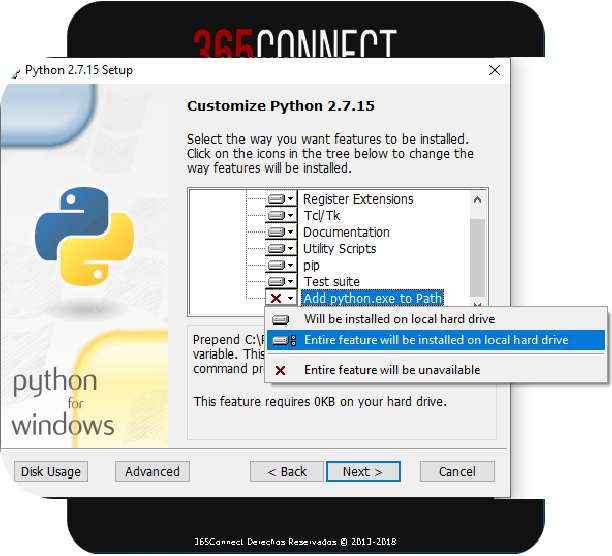 365CONNECT
Python 2.7.15 Setup
Customize Python 2.7.15
Select the way you want features to be installed.
Click on the icons in the tree below to change the
way features will be installed.
Register Extensions
Tcl/Tk
Documentation
Utility Scripts
pip
Test suite
Add python.exe to Path
Will be installed on local hard drive
Entire feature will be installed on local hard drive
Entire feature will be unavailable
Prepend C:\
variable. This
command
This feature requires 0KB on your hard drive.
python
for
windows
Disk Usage
Advanced
< Back
Next >
Cancel
365Connect Derechos Reservados © 2013-2018